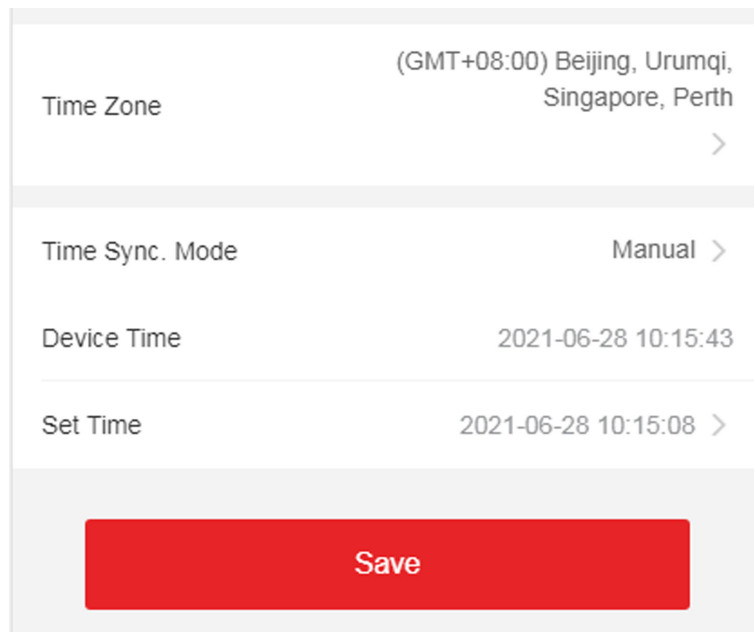 (GMT+08:00) Beijing, Urumqi,
Time Zone Singapore, Perth
Time Sync. Mode Manual
Device Time 2021-06-28 10:15:43
Set Time 2021-06-28 10:15:08
Save